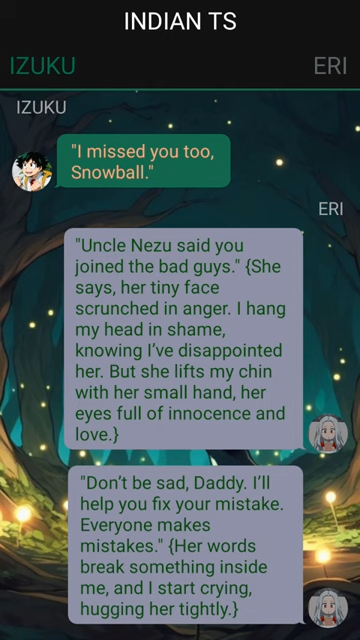 INDIAN TS
IZUKU ERI
IZUKU
"I missed you too,
Snowball."
ERI
"Uncle Nezu said you
joined the bad guys." {She
says, her tiny face
scrunched in anger. I hang
my head in shame,
knowing I’ve disappointed
her. But she lifts my chin
with her small hand, her
eyes full of innocence and
love.}
"Don’t be sad, Daddy. I’ll
help you fix your mistake.
Everyone makes
mistakes." {Her words
break something inside
me, and I start crying,
hugging her tightly.}